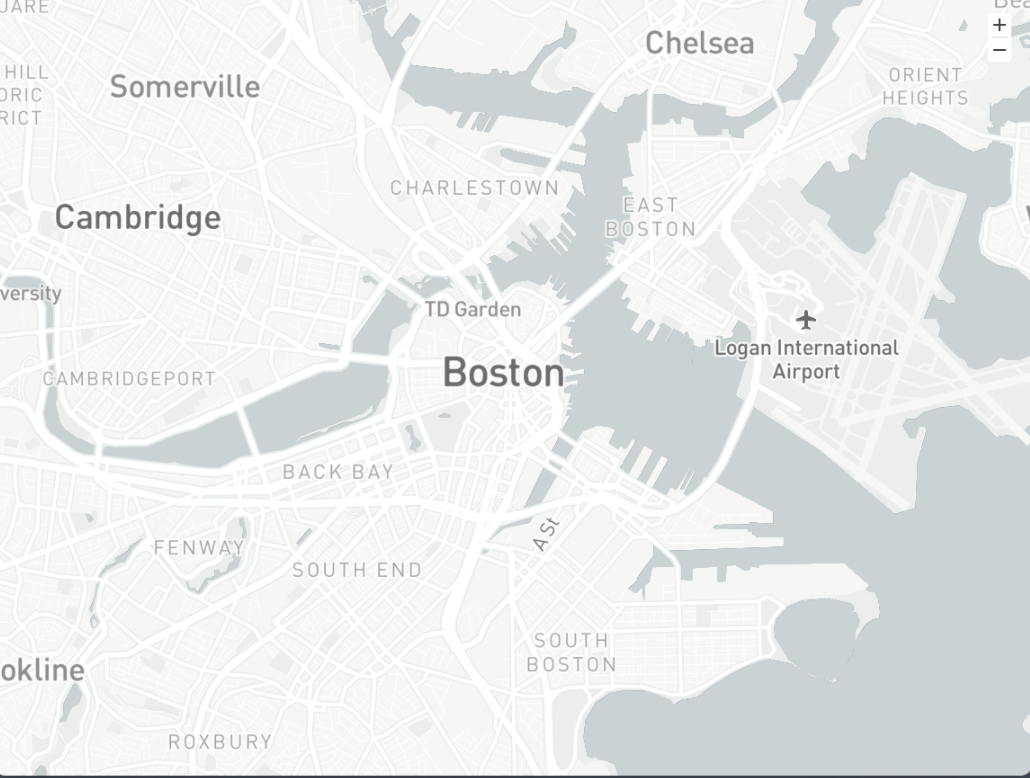 UARE
Bea
Chelsea
+
−
HILL
ORIC
RICT
Somerville
ORIENT
HEIGHTS
CHARLESTOWN
Cambridge
EAST
BOSTON
versity
TD Garden
Logan International
Airport
Boston
CAMBRIDGEPORT
BACK BAY
A St
FENWAY
SOUTH END
SOUTH
BOSTON
okline
ROXBURY